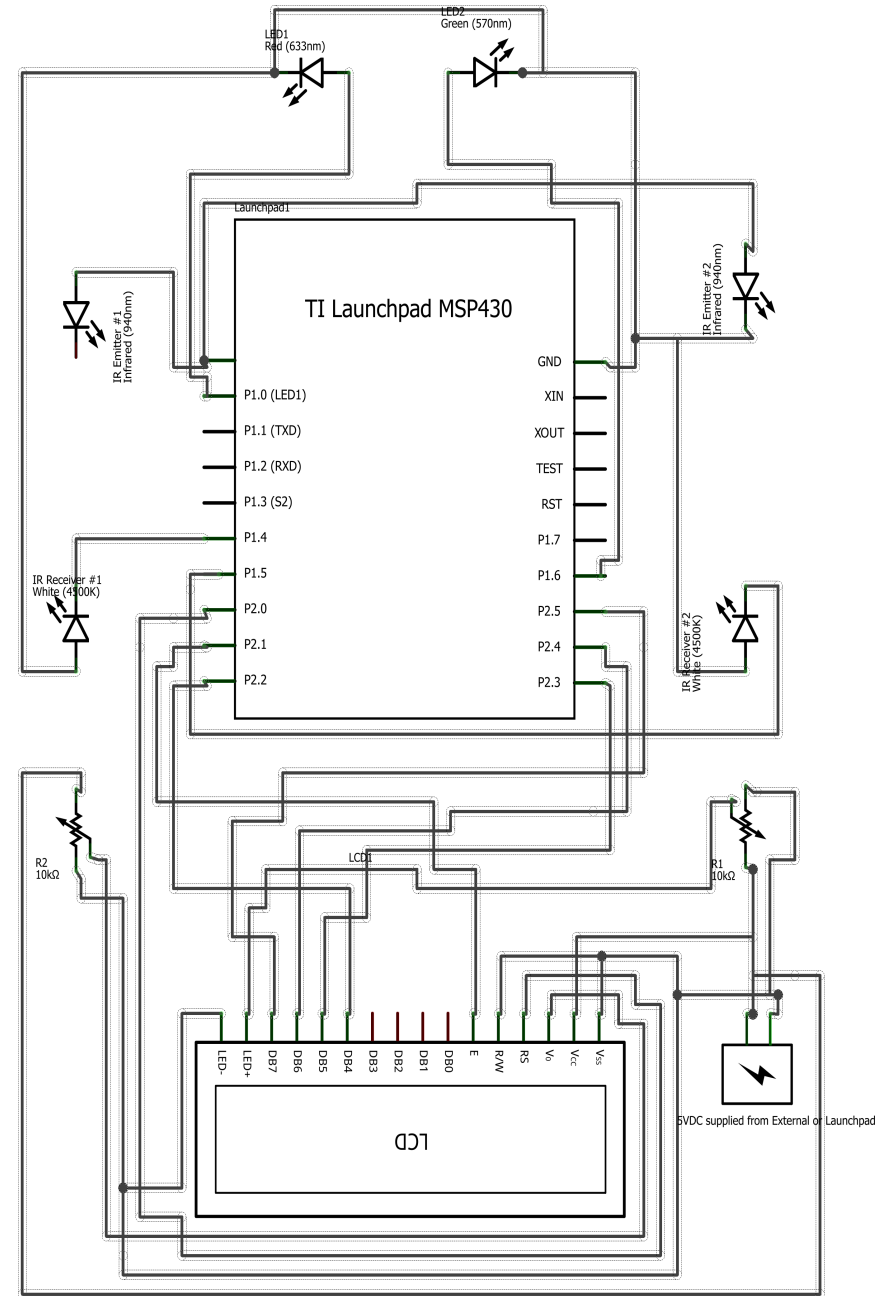 LED2
Green (570nm)
LED1
Red (633nm)
Launchpad1
TI Launchpad MSP430
IR Emitter #1
Infrared (940nm)
IR Emitter #2
Infrared (940nm)
GND
P1.0 (LED1)
XIN
P1.1 (TXD)
XOUT
P1.2 (RXD)
TEST
P1.3 (S2)
RST
P1.4
P1.7
P1.5
P1.6
IR Receiver #1
White (4500K)
P2.0
P2.5
P2.1
P2.4
IR Receiver #2
White (4500K)
P2.2
P2.3
LCD1
R2
10kΩ
R1
10kΩ
LED-
LED+
DB7
DB6
DB5
DB4
DB3
DB2
DB1
DB0
E
R/W
RS
Vo
Vcc
Vss
5VDC supplied from External or Launchpad
LCD